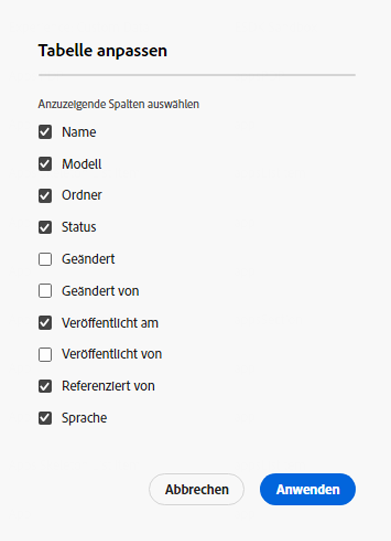 Tabelle anpassen
Anzuzeigende Spalten auswählen
Name
Modell
Ordner
Status
Geändert
Geändert von
Veröffentlicht am
Veröffentlicht von
Referenziert von
Sprache
Abbrechen Anwenden